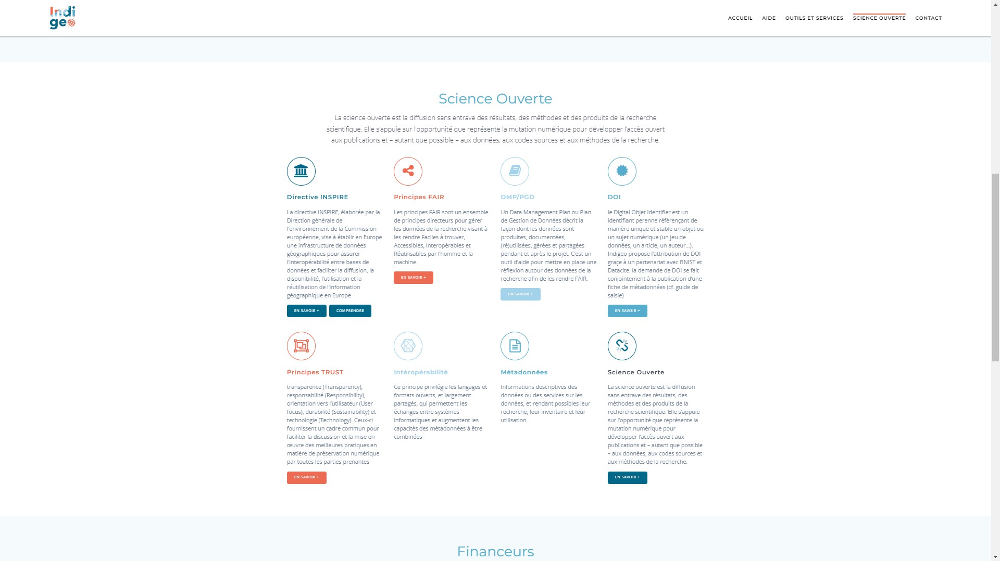 Indi
geo
ACCUEIL
AIDE
OUTILS ET SERVICES
SCIENCE OUVERTE
CONTACT
Science Ouverte
La science ouverte est la diffusion sans entrave des résultats, des méthodes et des produits de la recherche
scientifique. Elle s’appuie sur l’opportunité que représente la mutation numérique pour développer l’accès ouvert
aux publications et – autant que possible – aux données, aux codes sources et aux méthodes de la recherche.
Directive INSPIRE
La directive INSPIRE, élaborée par la
Direction générale de
l’environnement de la Commission
européenne, vise à établir en Europe
une infrastructure de données
géographiques pour assurer
l’interopérabilité entre bases de
données et faciliter la diffusion, la
disponibilité, l’utilisation et la
réutilisation de l’information
géographique en Europe
EN SAVOIR +
COMPRENDRE
Principes FAIR
Les principes FAIR sont un ensemble
de principes directeurs pour gérer
les données de la recherche visant à
les rendre Faciles à trouver,
Accessibles, Interopérables et
Réutilisables par l’homme et la
machine.
EN SAVOIR +
DMP/PGD
Un Data Management Plan ou Plan
de Gestion de Données décrit la
façon dont les données sont
produites, documentées,
(ré)utilisées, gérées et partagées
pendant et après le projet. C’est un
outil d’aide pour mettre en place une
réflexion autour des données de la
recherche afin de les rendre FAIR.
EN SAVOIR +
DOI
le Digital Objet Identifier est un
identifiant perenne référençant de
manière unique et stable un objet ou
un sujet numérique (un jeu de
données, un article, un auteur…).
Indigeo propose l’attribution de DOI
graçe à un partenariat avec l’INIST et
Datacite. la demande de DOI se fait
conjointement à la publication d’une
fiche de métadonnées (cf. guide de
saisie)
EN SAVOIR +
Principes TRUST
transparence (Transparency),
responsabilité (Responsibility),
orientation vers l’utilisateur (User
focus), durabilité (Sustainability) et
technologie (Technology). Ceux-ci
fournissent un cadre commun pour
faciliter la discussion et la mise en
œuvre des meilleures pratiques en
matière de préservation numérique
par toutes les parties prenantes
EN SAVOIR +
Intéropérabilité
Ce principe privilégie les langages et
formats ouverts, et largement
partagés, qui permettent les
échanges entre systèmes
informatiques et augmentent les
capacités des métadonnées à être
combinées
Métadonnées
Informations descriptives des
données ou des services sur les
données, et rendant possibles leur
recherche, leur inventaire et leur
utilisation.
Science Ouverte
La science ouverte est la diffusion
sans entrave des résultats, des
méthodes et des produits de la
recherche scientifique. Elle s’appuie
sur l’opportunité que représente la
mutation numérique pour
développer l’accès ouvert aux
publications et – autant que possible
– aux données, aux codes sources et
aux méthodes de la recherche.
EN SAVOIR +
Financeurs